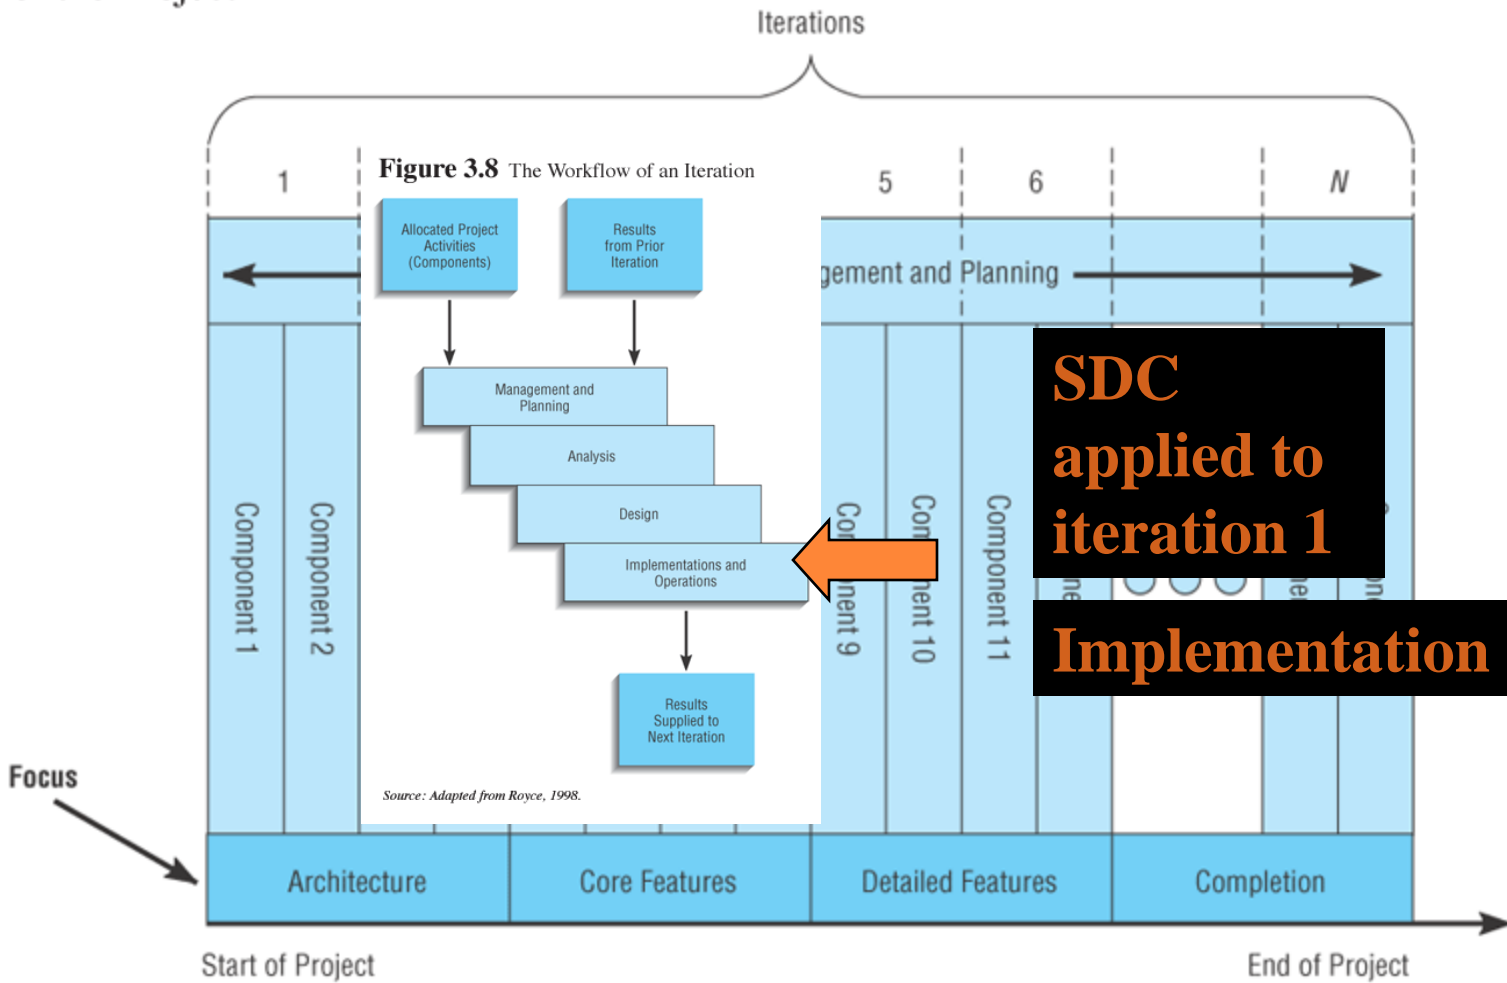 Iterations
1
Figure 3.8 The Workflow of an Iteration
5
6
N
Allocated Project
Activities
(Components)
Results
from Prior
Iteration
gement and Planning
Management and
Planning
Analysis
Design
Implementations and
Operations
Results
Supplied to
Next Iteration
Source: Adapted from Royce, 1998.
Component 1
Component 2
Component 10
Component 11
SDC
applied to
iteration 1
Implementation
Focus
Architecture
Core Features
Detailed Features
Completion
Start of Project
End of Project